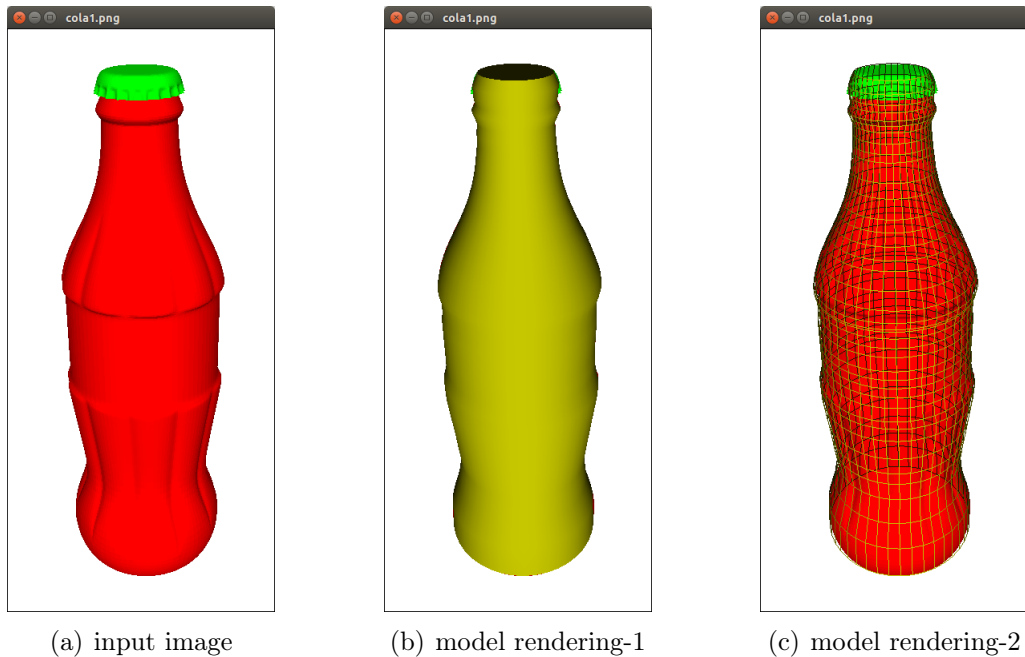 cola1.png
cola1.png
cola1.png
(a) input image
(b) model rendering-1
(c) model rendering-2